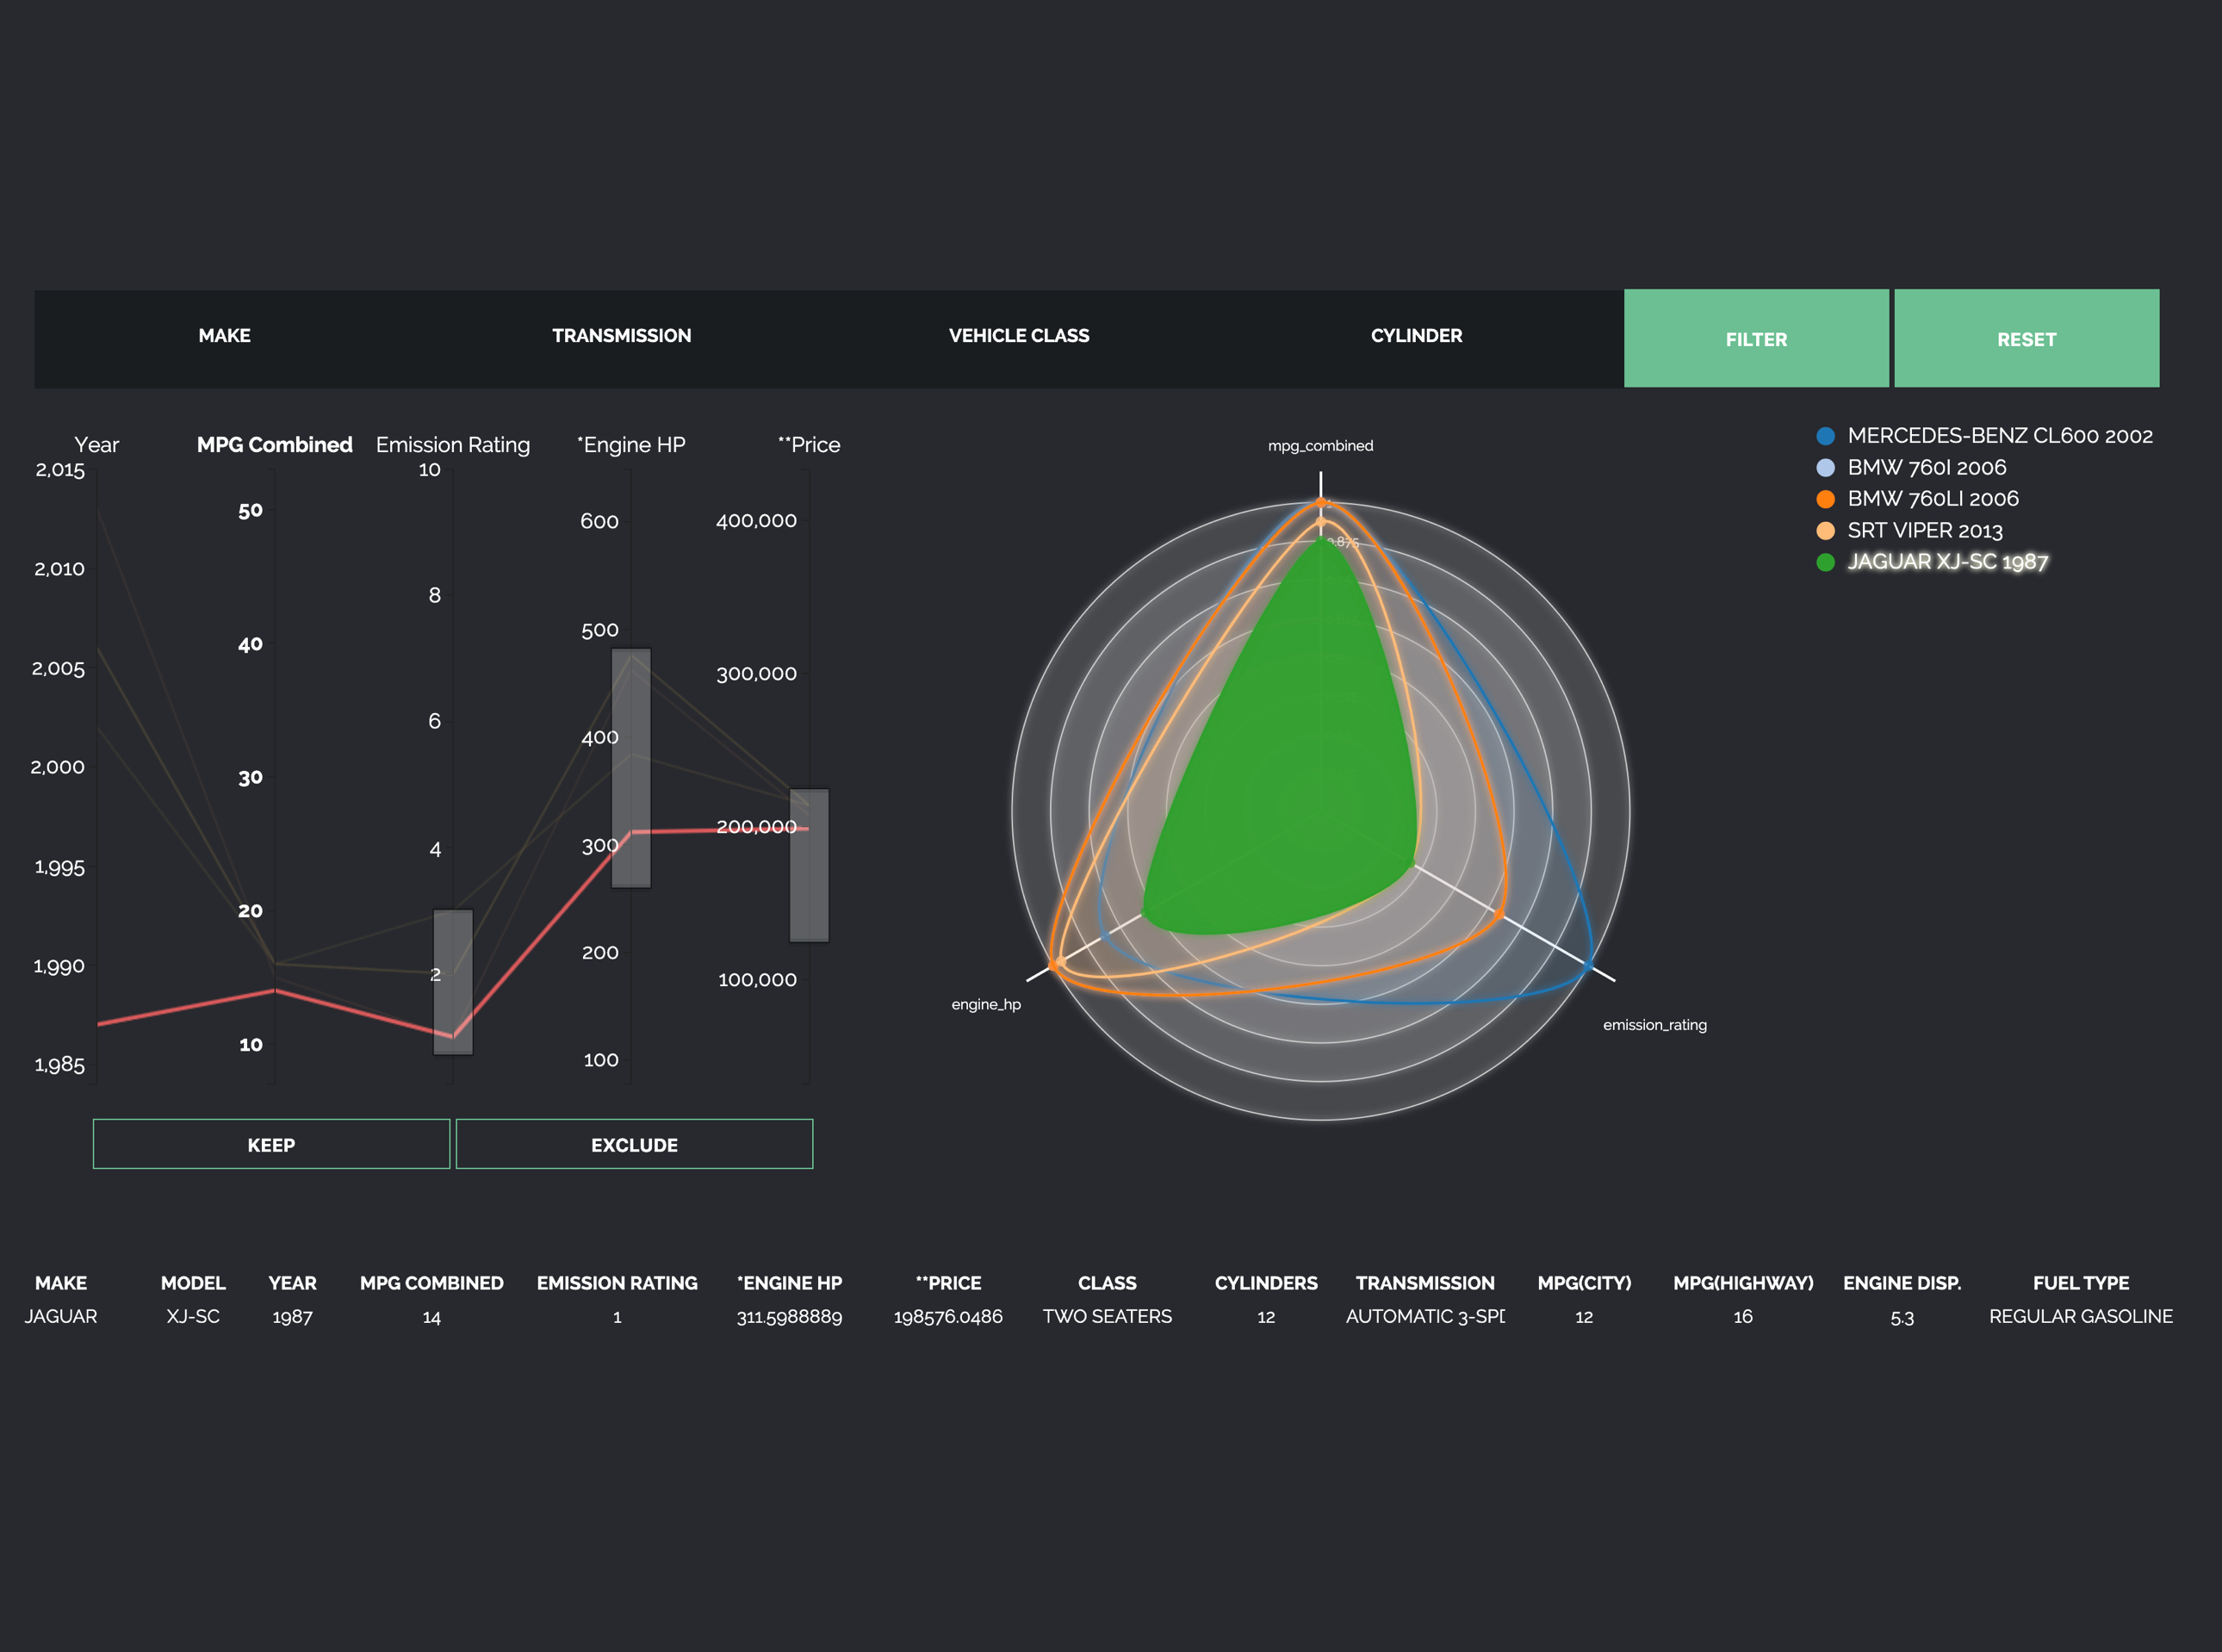 MAKE TRANSMISSION VEHICLE CLASS CYLINDER FILTER RESET
Year MPG Combined Emission Rating *Engine HP **Price
2,015
2,010
2,005
2,000
1,995
1,990
1,985
50
40
30
20
10
10
8
6
4
2
600
500
400
300
200
100
400,000
300,000
200,000
100,000
KEEP EXCLUDE
mpg_combined
1
0.875
engine_hp
emission_rating
MERCEDES-BENZ CL600 2002
BMW 760I 2006
BMW 760LI 2006
SRT VIPER 2013
JAGUAR XJ-SC 1987
MAKE MODEL YEAR MPG COMBINED EMISSION RATING *ENGINE HP **PRICE CLASS CYLINDERS TRANSMISSION MPG(CITY) MPG(HIGHWAY) ENGINE DISP. FUEL TYPE
JAGUAR XJ-SC 1987 14 1 311.5988889 198576.0486 TWO SEATERS 12 AUTOMATIC 3-SPD 12 16 5.3 REGULAR GASOLINE